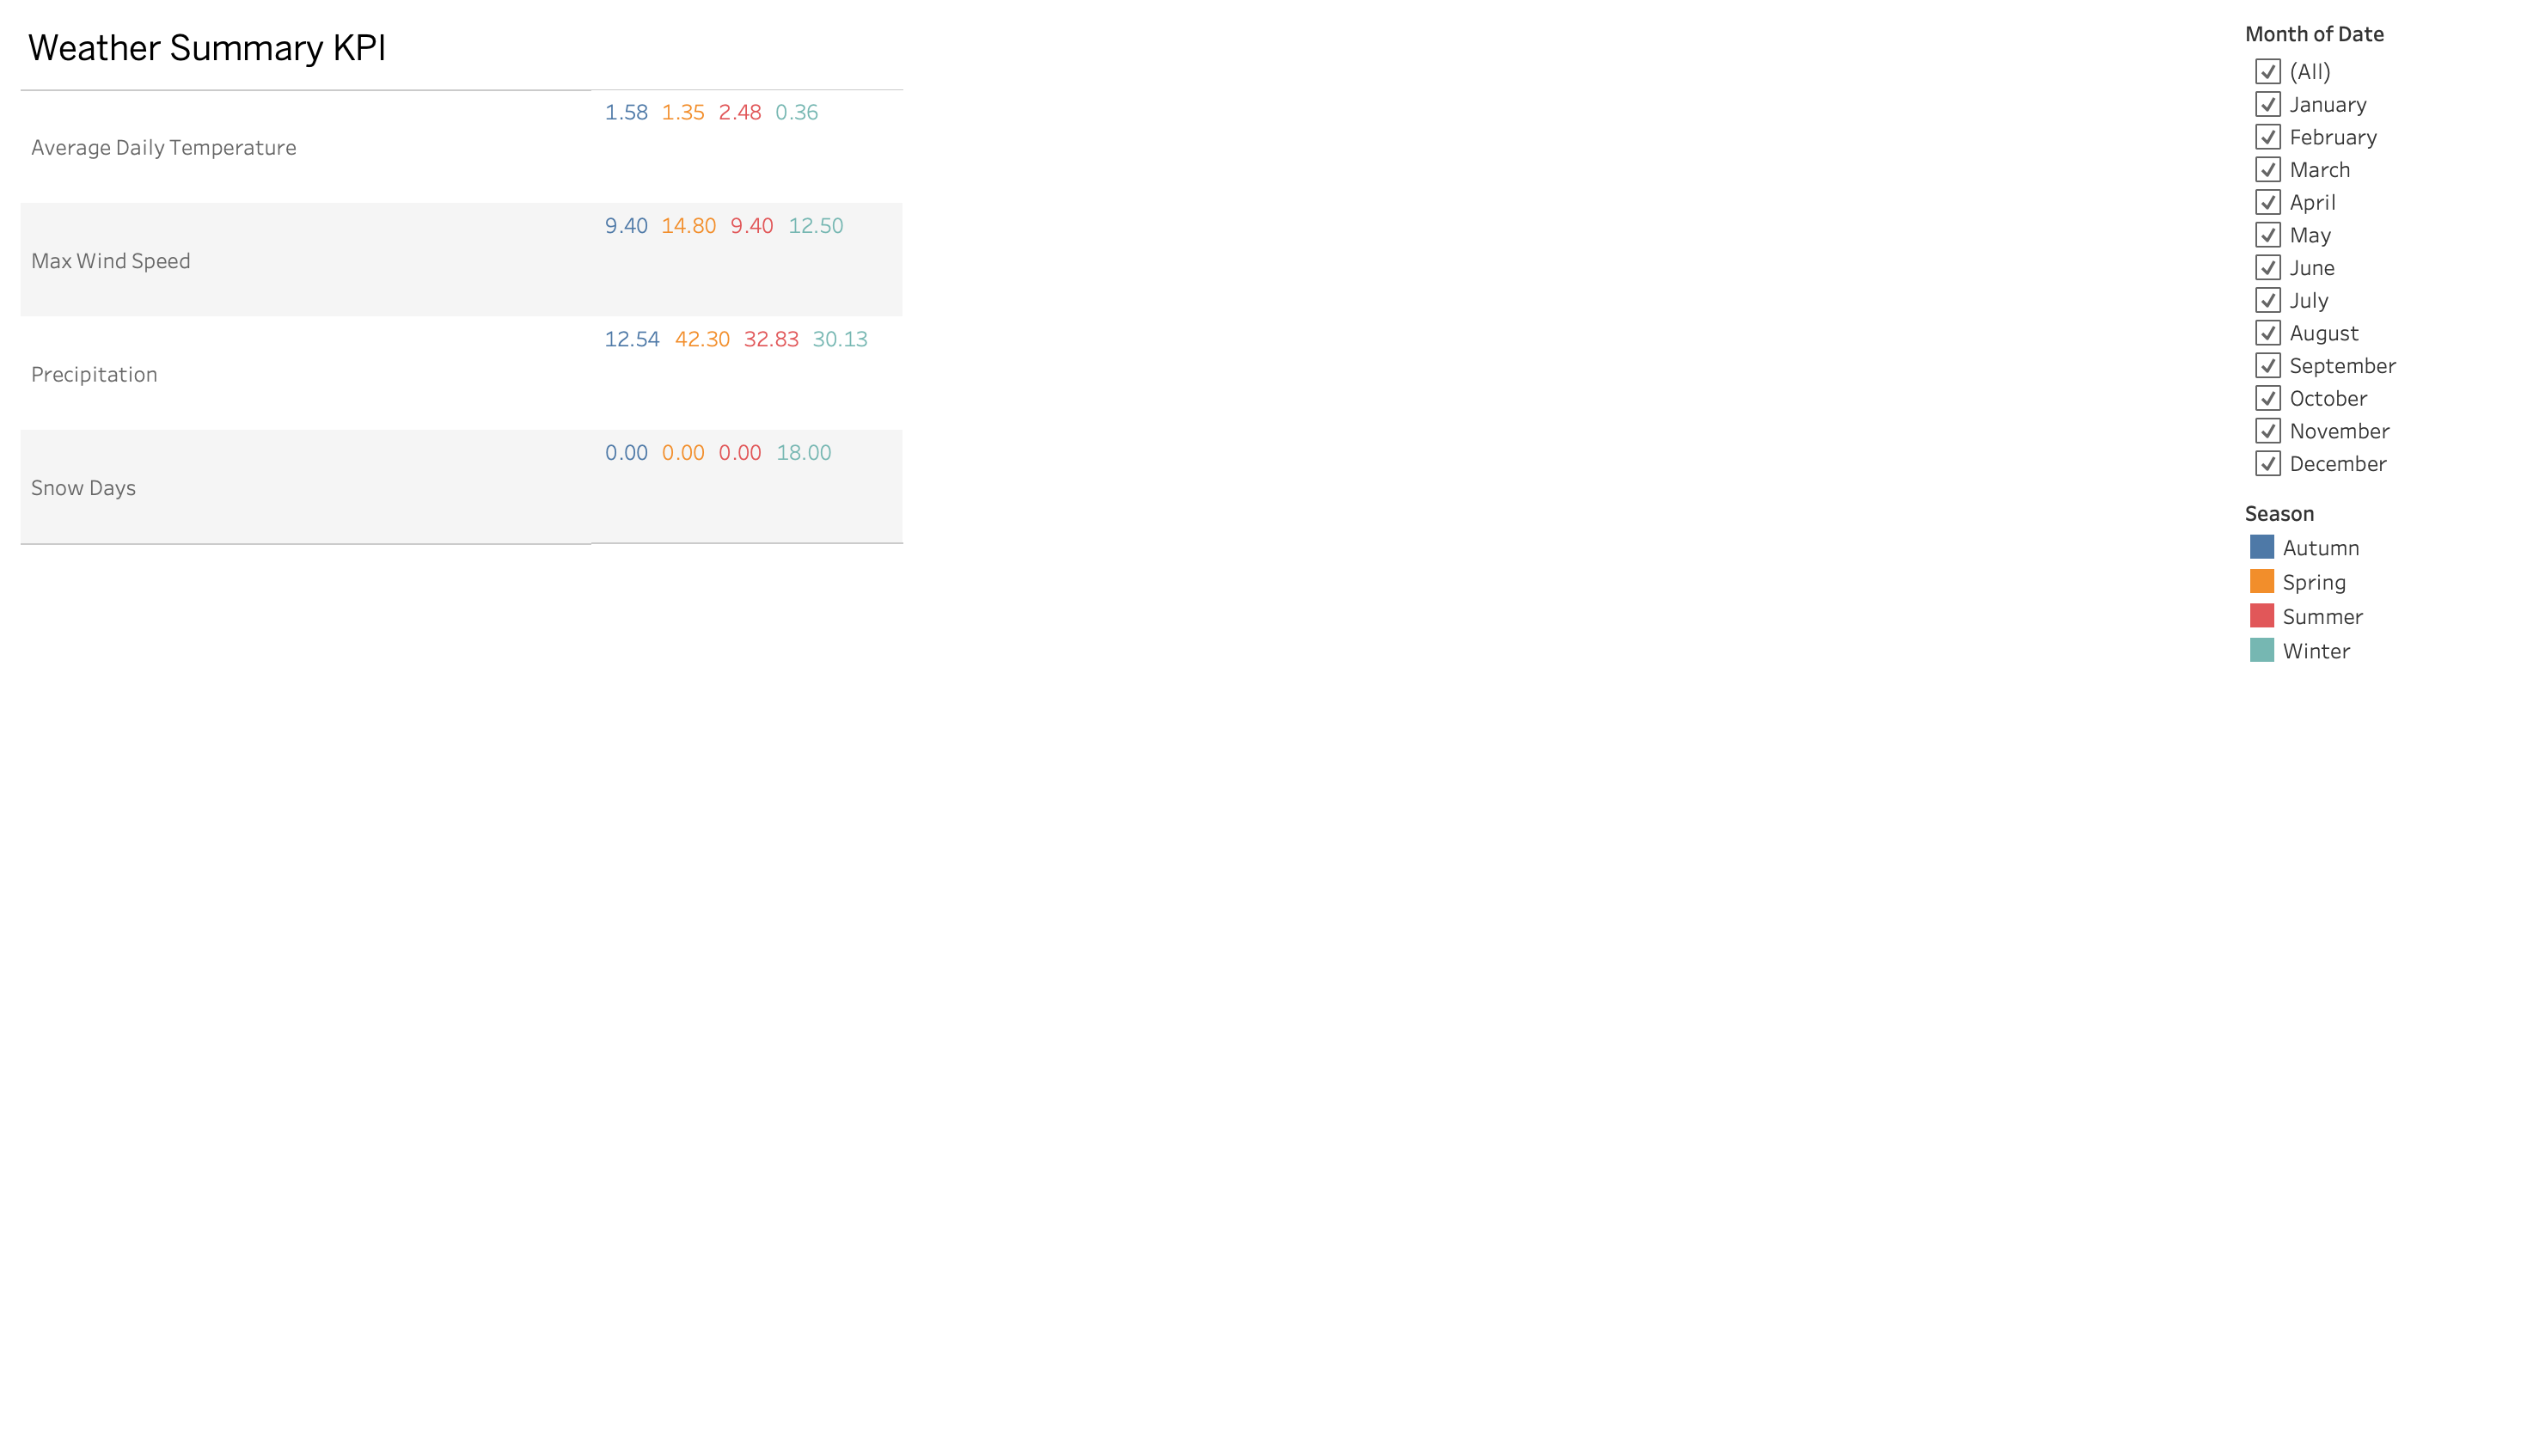 Weather Summary KPI
1.58 1.35 2.48 0.36
Average Daily Temperature
9.40 14.80 9.40 12.50
Max Wind Speed
12.54 42.30 32.83 30.13
Precipitation
0.00 0.00 0.00 18.00
Snow Days
Month of Date
(All)
January
February
March
April
May
June
July
August
September
October
November
December
Season
Autumn
Spring
Summer
Winter